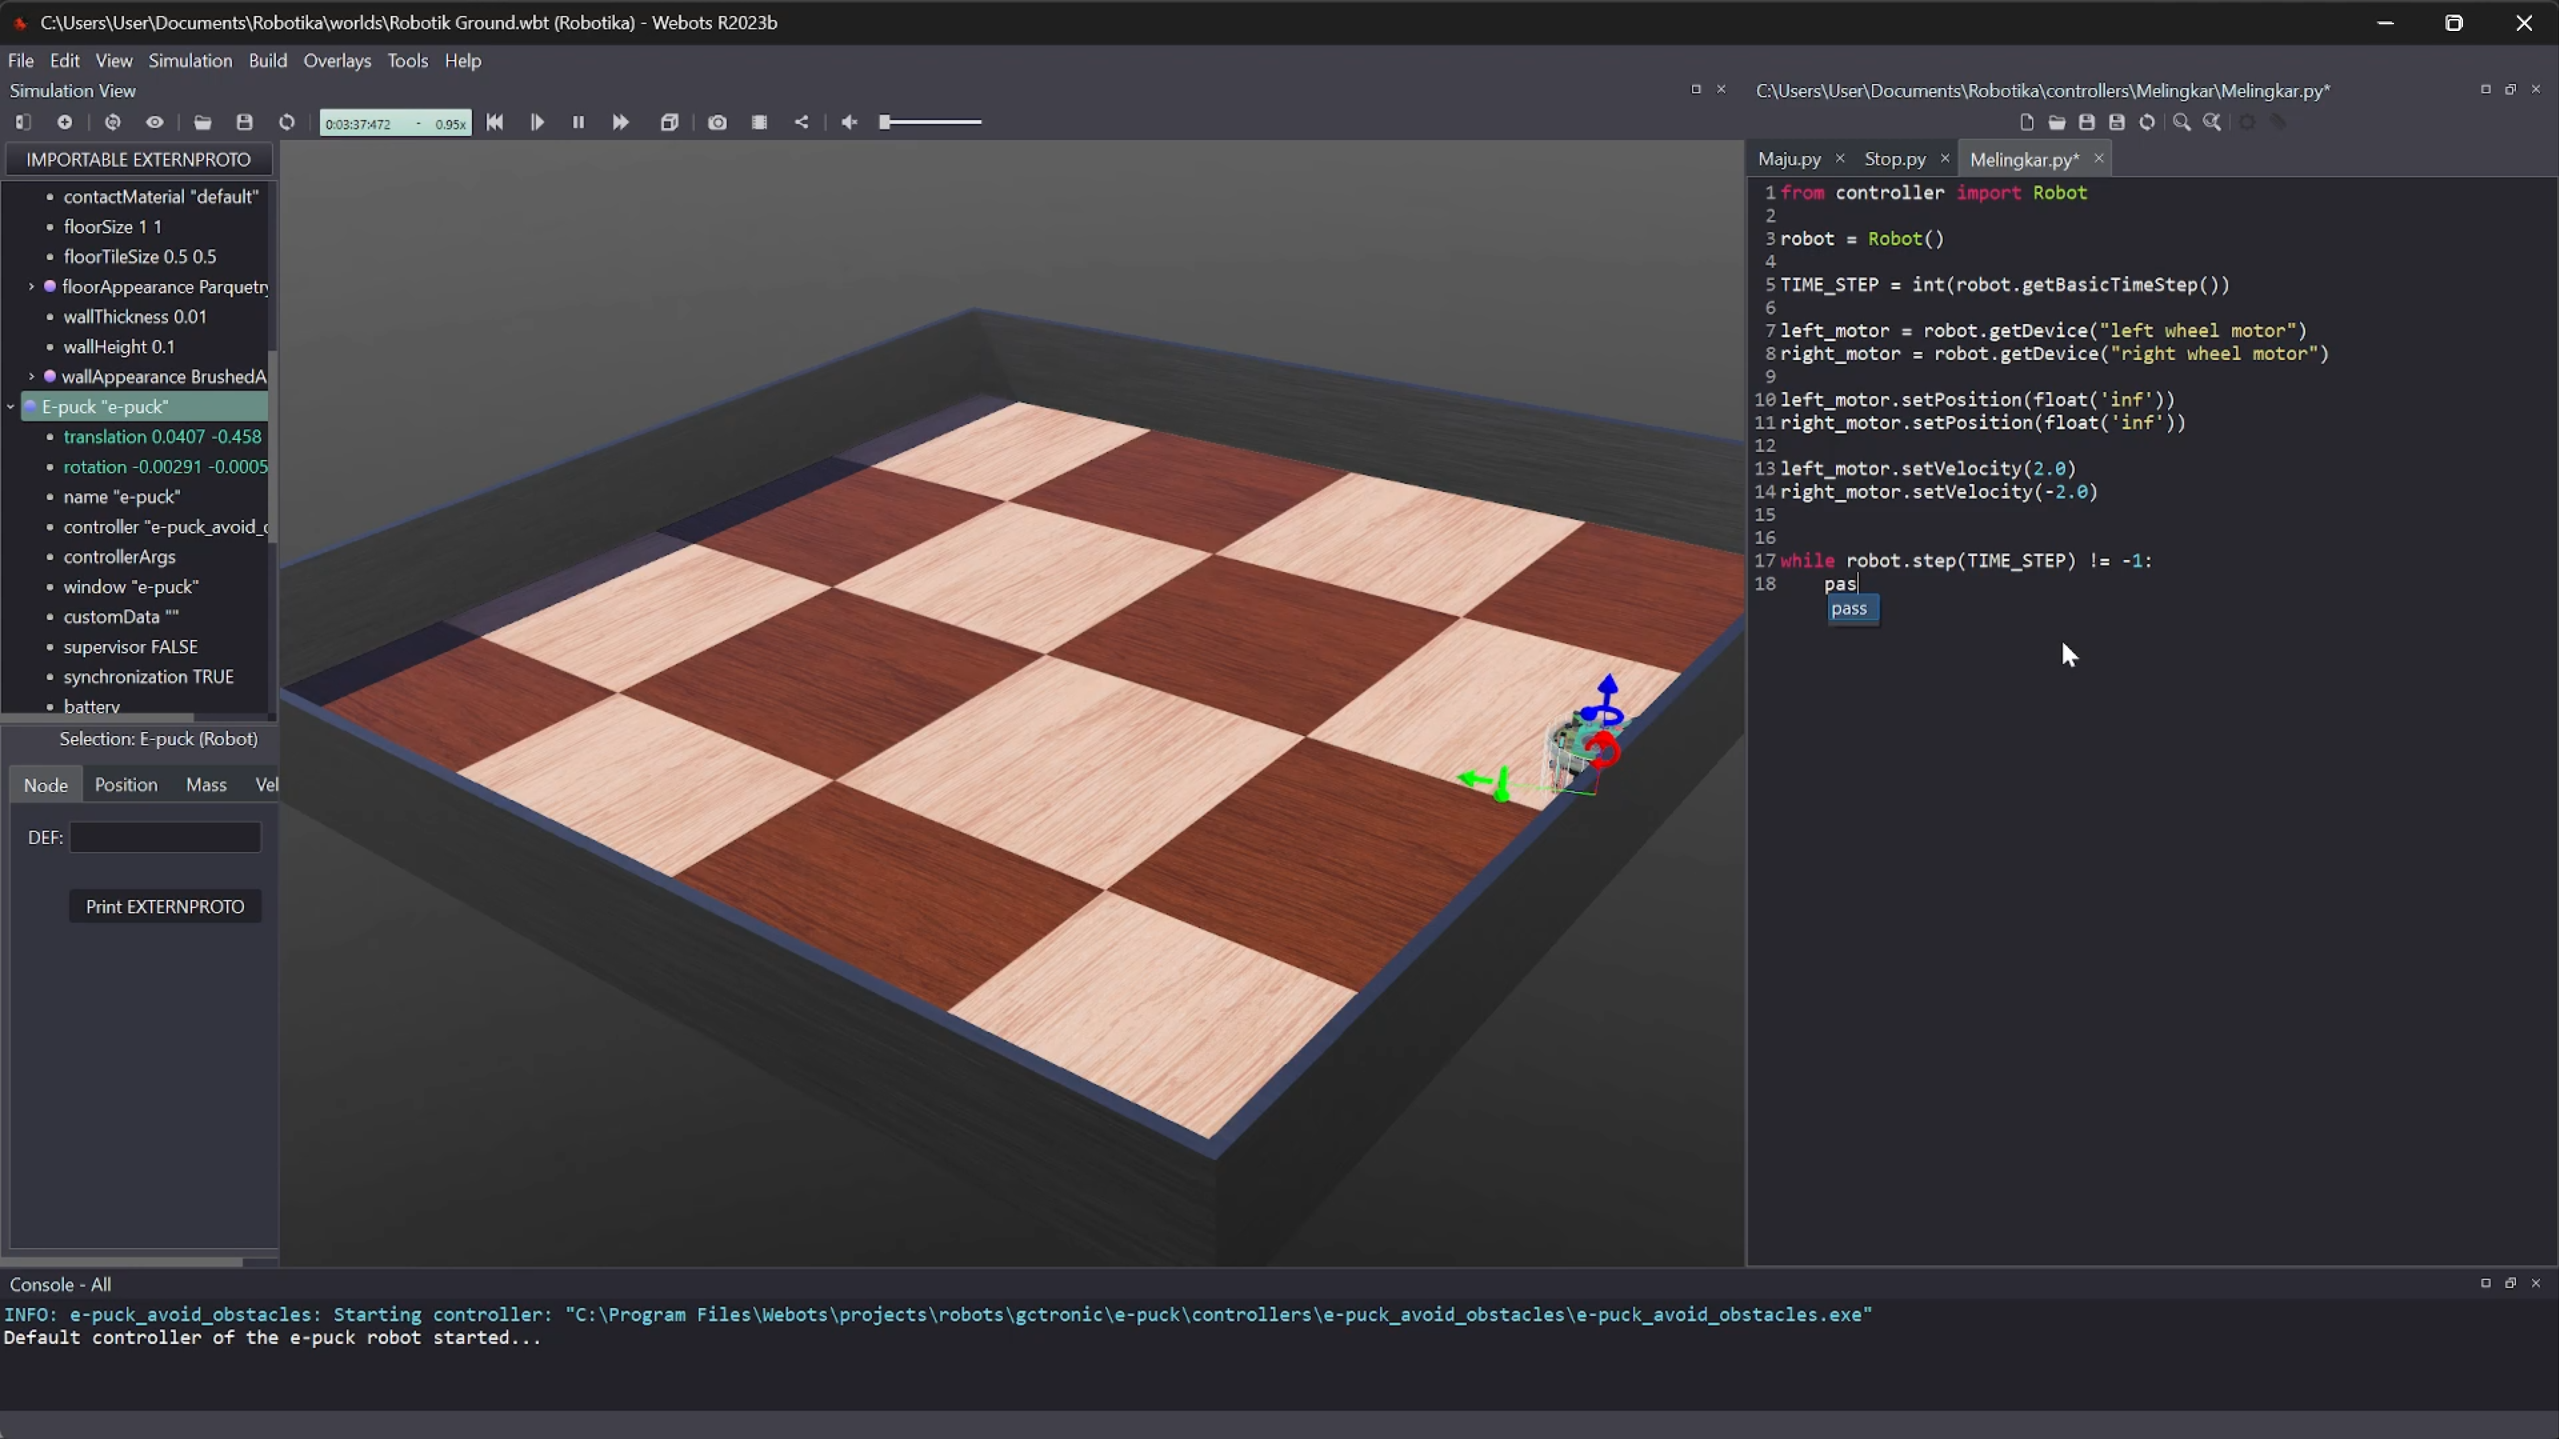 C:\Users\User\Documents\Robotika\worlds\Robotik Ground.wbt (Robotika) - Webots R2023b
File Edit View Simulation Build Overlays Tools Help
Simulation View
0:03:37:472 - 0.95x
IMPORTABLE EXTERNPROTO
contactMaterial "default"
floorSize 1 1
floorTileSize 0.5 0.5
floorAppearance Parquetry
wallThickness 0.01
wallHeight 0.1
wallAppearance BrushedA
E-puck "e-puck"
translation 0.0407 -0.458
rotation -0.00291 -0.0005
name "e-puck"
controller "e-puck_avoid_o
controllerArgs
window "e-puck"
customData ""
supervisor FALSE
synchronization TRUE
battery
Selection: E-puck (Robot)
Node Position Mass Vel
DEF:
Print EXTERNPROTO
C:\Users\User\Documents\Robotika\controllers\Melingkar\Melingkar.py*
Maju.py Stop.py Melingkar.py*
1 from controller import Robot
2
3 robot = Robot()
4
5 TIME_STEP = int(robot.getBasicTimeStep())
6
7 left_motor = robot.getDevice("left wheel motor")
8 right_motor = robot.getDevice("right wheel motor")
9
10 left_motor.setPosition(float('inf'))
11 right_motor.setPosition(float('inf'))
12
13 left_motor.setVelocity(2.0)
14 right_motor.setVelocity(-2.0)
15
16
17 while robot.step(TIME_STEP) != -1:
18 pas
pass
Console - All
INFO: e-puck_avoid_obstacles: Starting controller: "C:\Program Files\Webots\projects\robots\gctronic\e-puck\controllers\e-puck_avoid_obstacles\e-puck_avoid_obstacles.exe"
Default controller of the e-puck robot started...